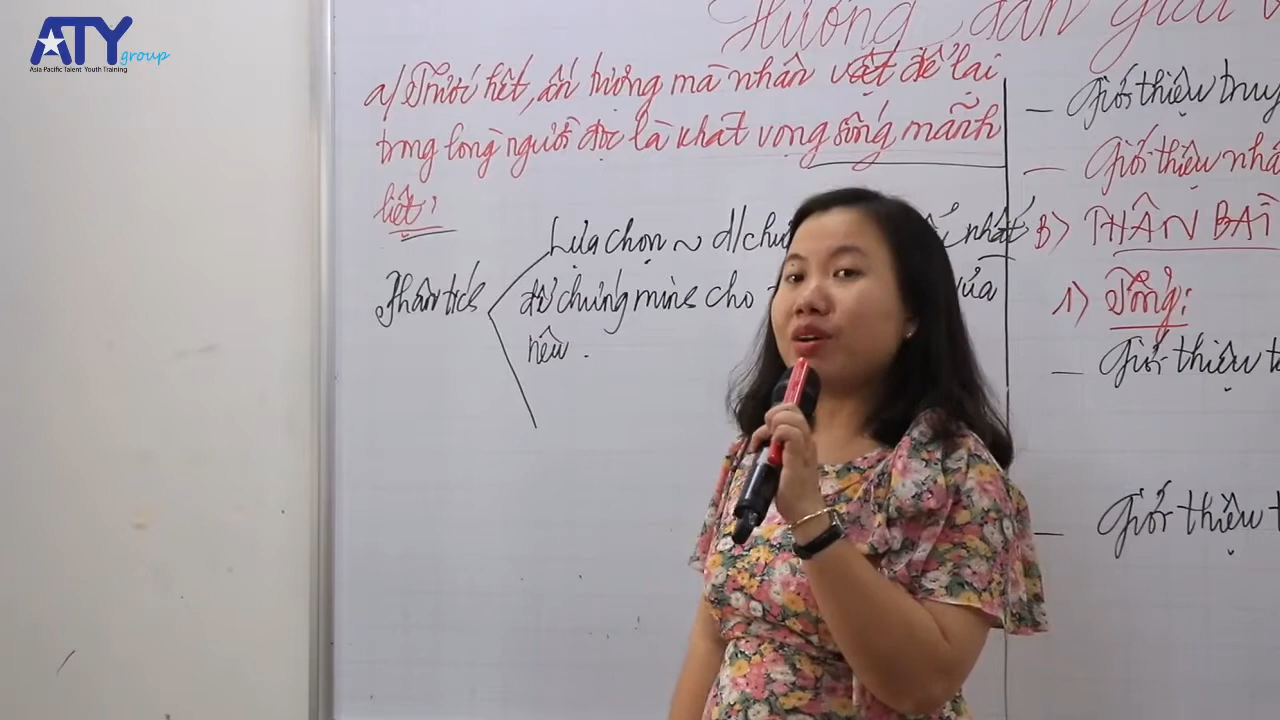 ATY group
Asia Pacific Talent Youth Training
Hướng dẫn giải
a) Trước hết, ấn tượng mà nhân vật để lại
trong lòng người đọc là khát vọng sống mãnh
liệt:
Phân tích
Lựa chọn ~ d/chứ nhất
để chứng minh cho của
nêu.
- Giới thiệu
- Giới thiệu
B) THÂN BÀI
1) Tổng:
- Giới thiệu
- Giới thiệu